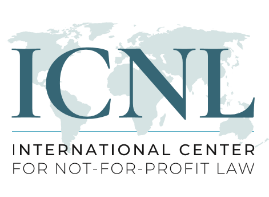 ICNL
INTERNATIONAL CENTER
FOR NOT-FOR-PROFIT LAW